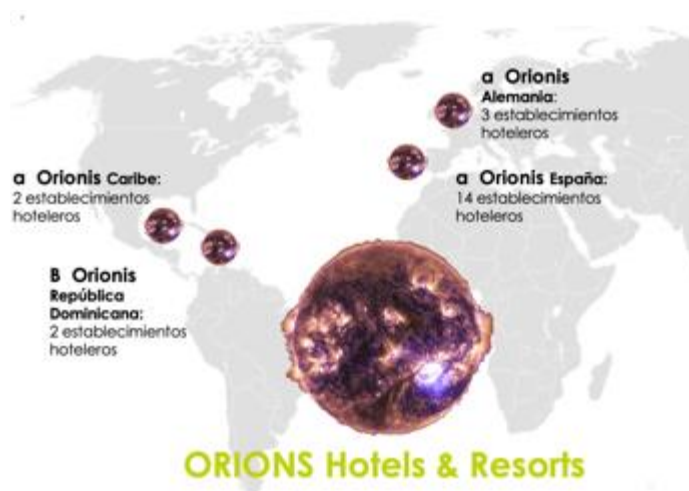 a Orionis
Alemania:
3 establecimientos
hoteleros
a Orionis Caribe:
2 establecimientos
hoteleros
a Orionis España:
14 establecimientos
hoteleros
B Orionis
República
Dominicana:
2 establecimientos
hoteleros
ORIONS Hotels & Resorts